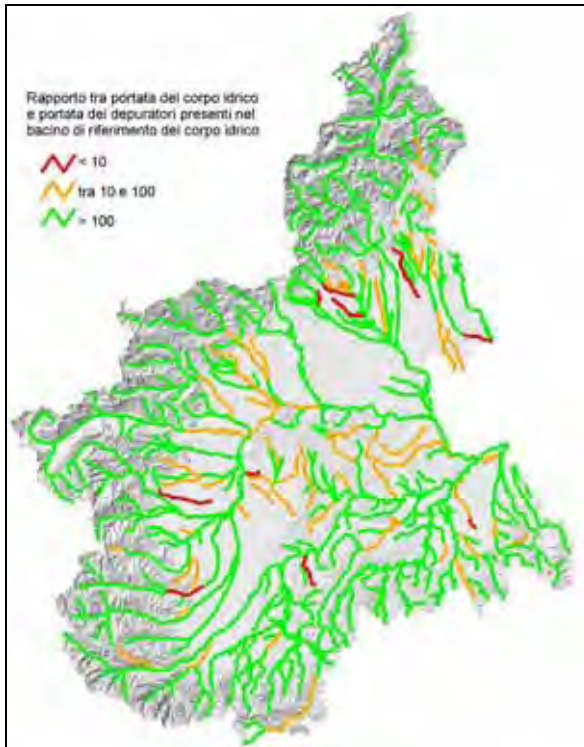 Rapporto tra portata del corpo idrico
e portata dei depuratori presenti nel
bacino di riferimento del corpo idrico
< 10
tra 10 e 100
> 100